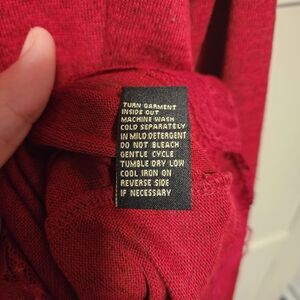 TURN GARMENT
INSIDE OUT
MACHINE WASH
COLD SEPARATELY
IN MILD DETERGENT
DO NOT BLEACH
GENTLE CYCLE
TUMBLE DRY LOW
COOL IRON ON
REVERSE SIDE
IF NECESSARY